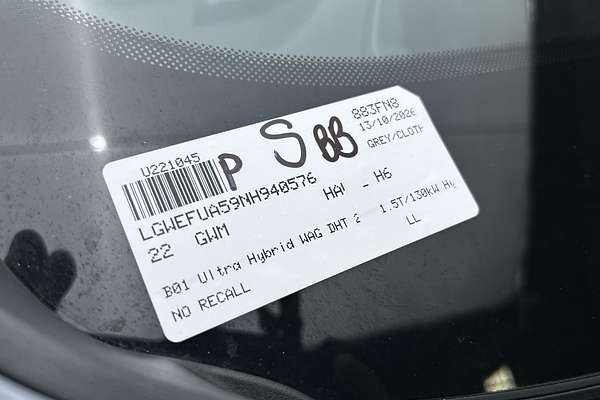 U221045
P S BB
883FN8
13/10/2026
GREY/CLOTH
LGWEFUA59NH940576
22 GWM HAV - H6
B01 Ultra Hybrid WAG DHT 2 1.5T/130kW Hy
NO RECALL LL